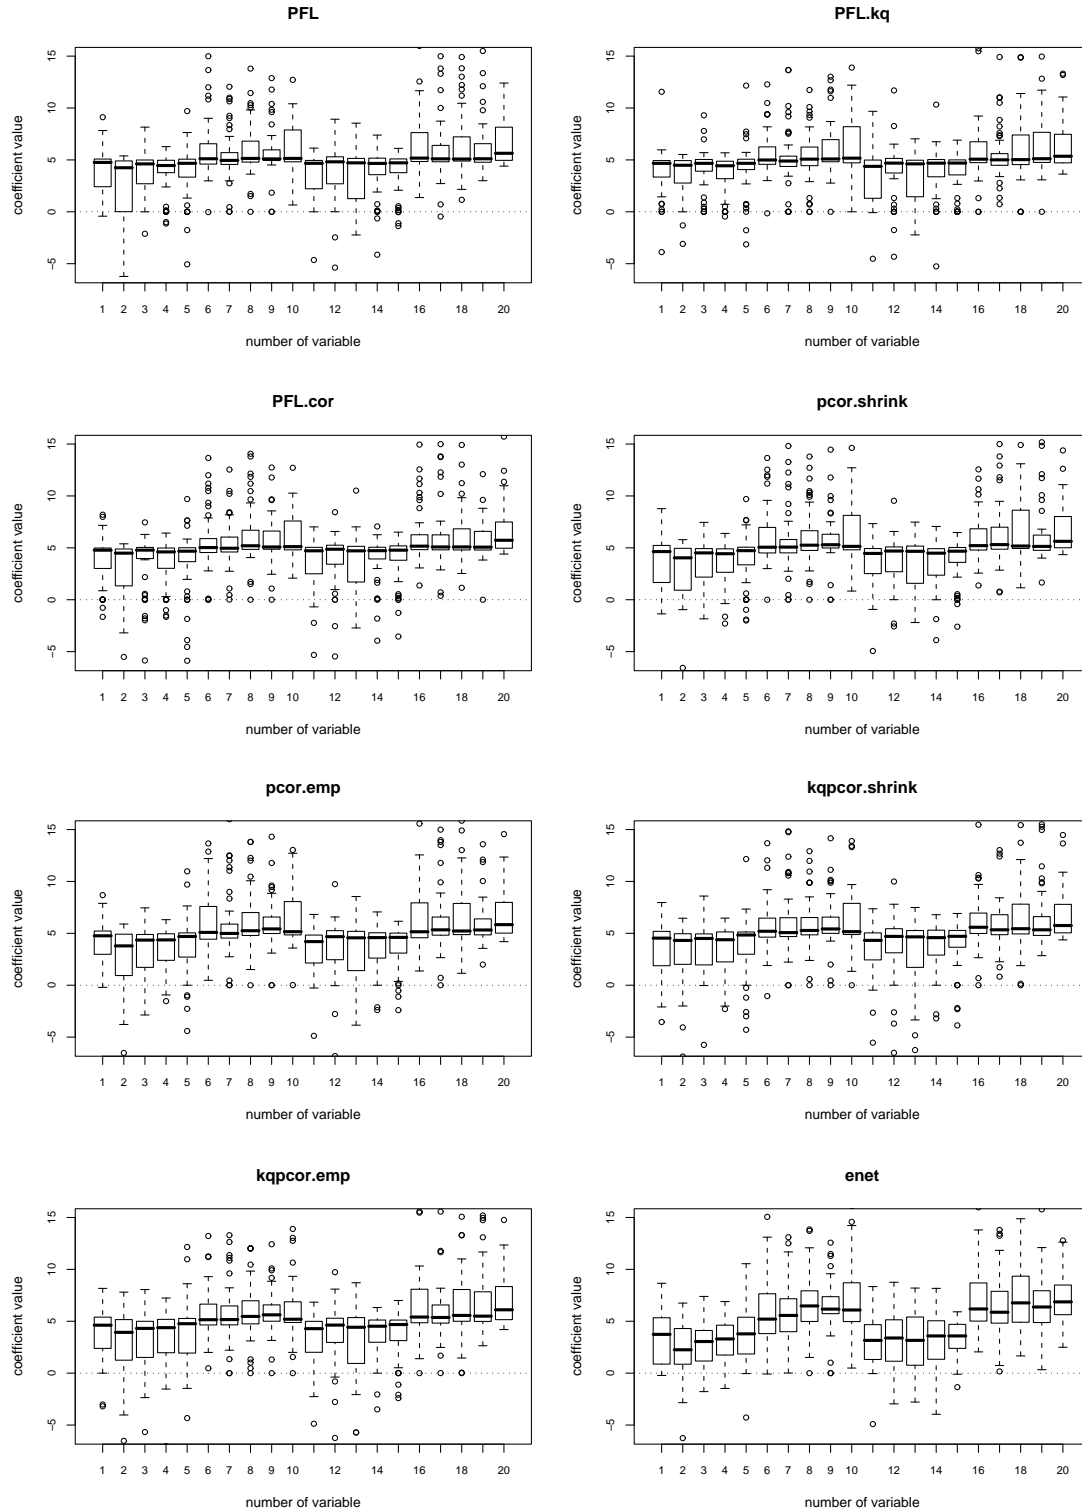 PFL
coefficient value
-5 0 5 10 15
1 2 3 4 5 6 7 8 9 10 12 14 16 18 20
number of variable
PFL.kq
coefficient value
-5 0 5 10 15
1 2 3 4 5 6 7 8 9 10 12 14 16 18 20
number of variable
PFL.cor
coefficient value
-5 0 5 10 15
1 2 3 4 5 6 7 8 9 10 12 14 16 18 20
number of variable
pcor.shrink
coefficient value
-5 0 5 10 15
1 2 3 4 5 6 7 8 9 10 12 14 16 18 20
number of variable
pcor.emp
coefficient value
-5 0 5 10 15
1 2 3 4 5 6 7 8 9 10 12 14 16 18 20
number of variable
kqpcor.shrink
coefficient value
-5 0 5 10 15
1 2 3 4 5 6 7 8 9 10 12 14 16 18 20
number of variable
kqpcor.emp
coefficient value
-5 0 5 10 15
1 2 3 4 5 6 7 8 9 10 12 14 16 18 20
number of variable
enet
coefficient value
-5 0 5 10 15
1 2 3 4 5 6 7 8 9 10 12 14 16 18 20
number of variable